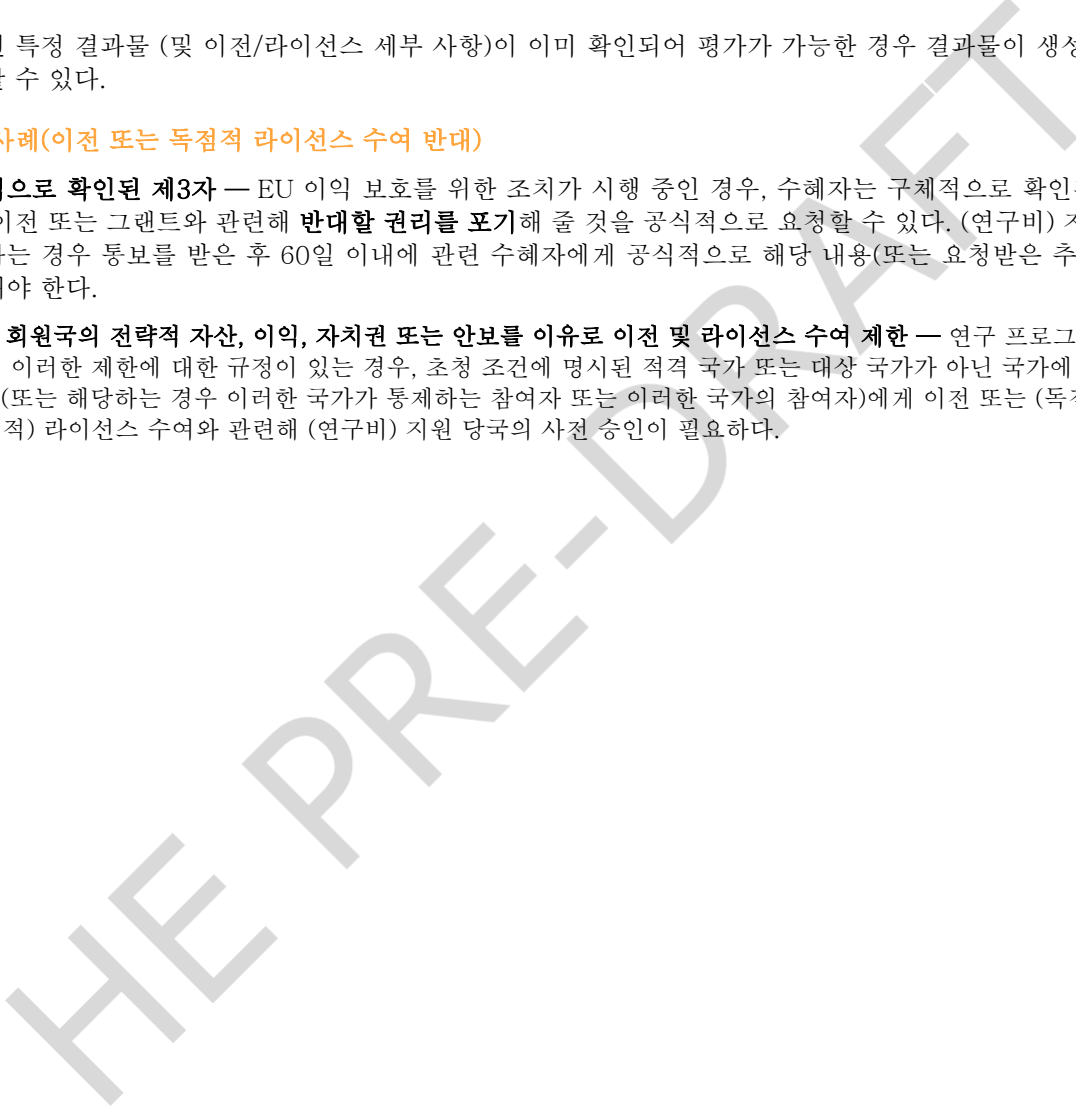 특정 결과물 (및 이전/라이선스 세부 사항)이 이미 확인되어 평가가 가능한 경우 결과물이
수 있다.
사례(이전 또는 독점적 라이선스 수여 반대)
확인된 제3자 — EU 이익 보호를 위한 조치가 시행 중인 경우, 수혜자는 구체적으로
이전 또는 그랜트와 관련해 반대할 권리를 포기해 줄 것을 공식적으로 요청할 수 있다. (연구비)
하는 경우 통보를 받은 후 60일 이내에 관련 수혜자에게 공식적으로 해당 내용(또는 요청받은
한다.
회원국의 전략적 자산, 이익, 자치권 또는 안보를 이유로 이전 및 라이선스 수여 제한 — 연구
이러한 제한에 대한 규정이 있는 경우, 초청 조건에 명시된 적격 국가 또는 대상 국가가 아닌 국가에
(또는 해당하는 경우 이러한 국가가 통제하는 참여자 또는 이러한 국가의 참여자)에게 이전 또는
적) 라이선스 수여와 관련해 (연구비) 지원 당국의 사전 승인이 필요하다.
HE PRE-DRAFT